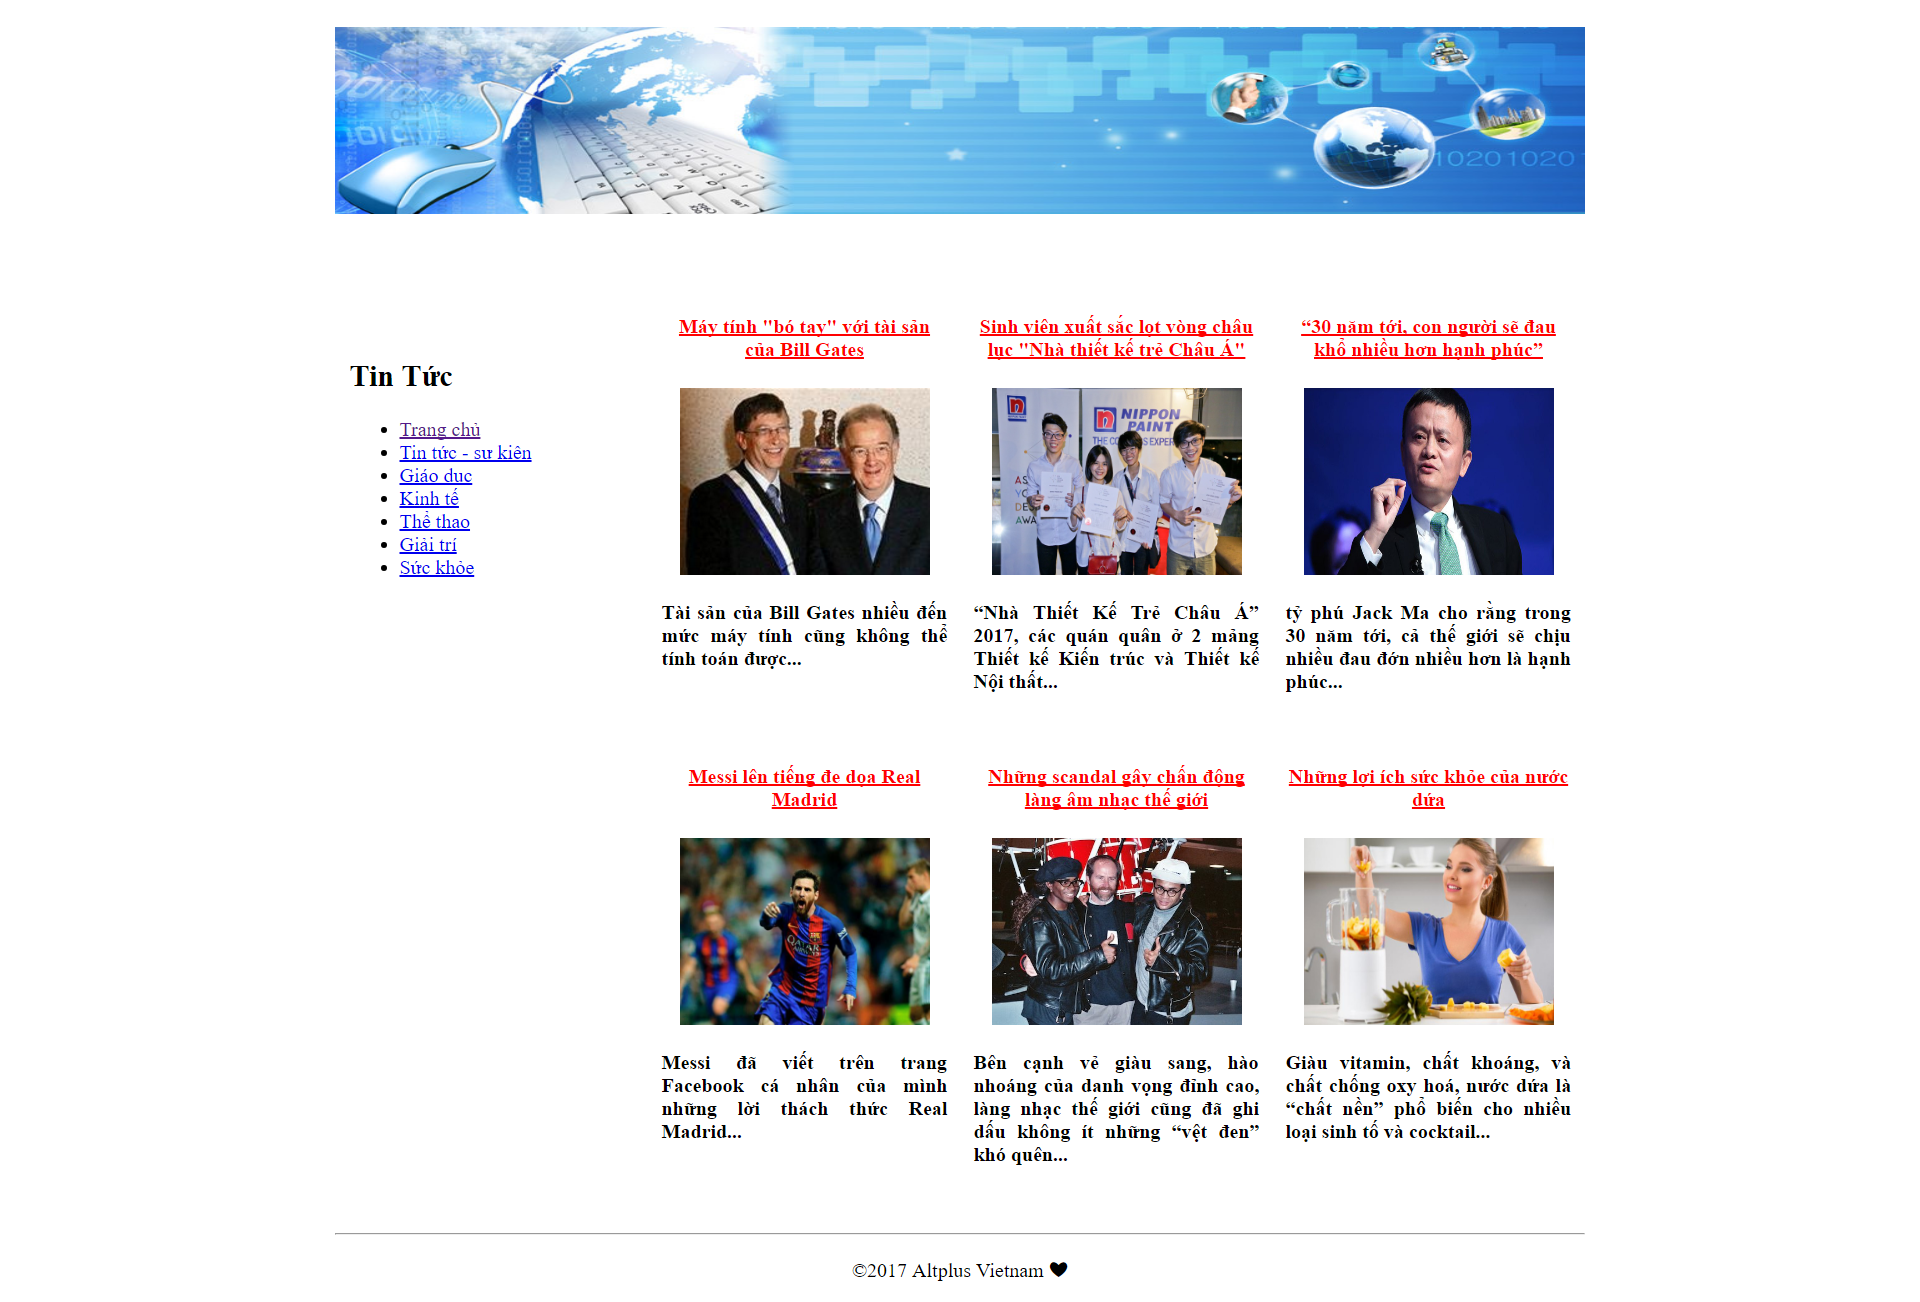 Tin Tức
Trang chủ
Tin tức - sự kiện
Giáo dục
Kinh tế
Thể thao
Giải trí
Sức khỏe
Máy tính "bó tay" với tài sản
của Bill Gates
Tài sản của Bill Gates nhiều đến
mức máy tính cũng không thể
tính toán được...
Sinh viên xuất sắc lọt vòng châu
lục "Nhà thiết kế trẻ Châu Á"
NIPPON
PAINT
“Nhà Thiết Kế Trẻ Châu Á”
2017, các quán quân ở 2 mảng
Thiết kế Kiến trúc và Thiết kế
Nội thất...
“30 năm tới, con người sẽ đau
khổ nhiều hơn hạnh phúc”
tỷ phú Jack Ma cho rằng trong
30 năm tới, cả thế giới sẽ chịu
nhiều đau đớn nhiều hơn là hạnh
phúc...
Messi lên tiếng đe dọa Real
Madrid
Messi đã viết trên trang
Facebook cá nhân của mình
những lời thách thức Real
Madrid...
Những scandal gây chấn động
làng âm nhạc thế giới
Bên cạnh vẻ giàu sang, hào
nhoáng của danh vọng đỉnh cao,
làng nhạc thế giới cũng đã ghi
dấu không ít những “vệt đen”
khó quên...
Những lợi ích sức khỏe của nước
dứa
Giàu vitamin, chất khoáng, và
chất chống oxy hoá, nước dứa là
“chất nền” phổ biến cho nhiều
loại sinh tố và cocktail...
©2017 Altplus Vietnam ♥